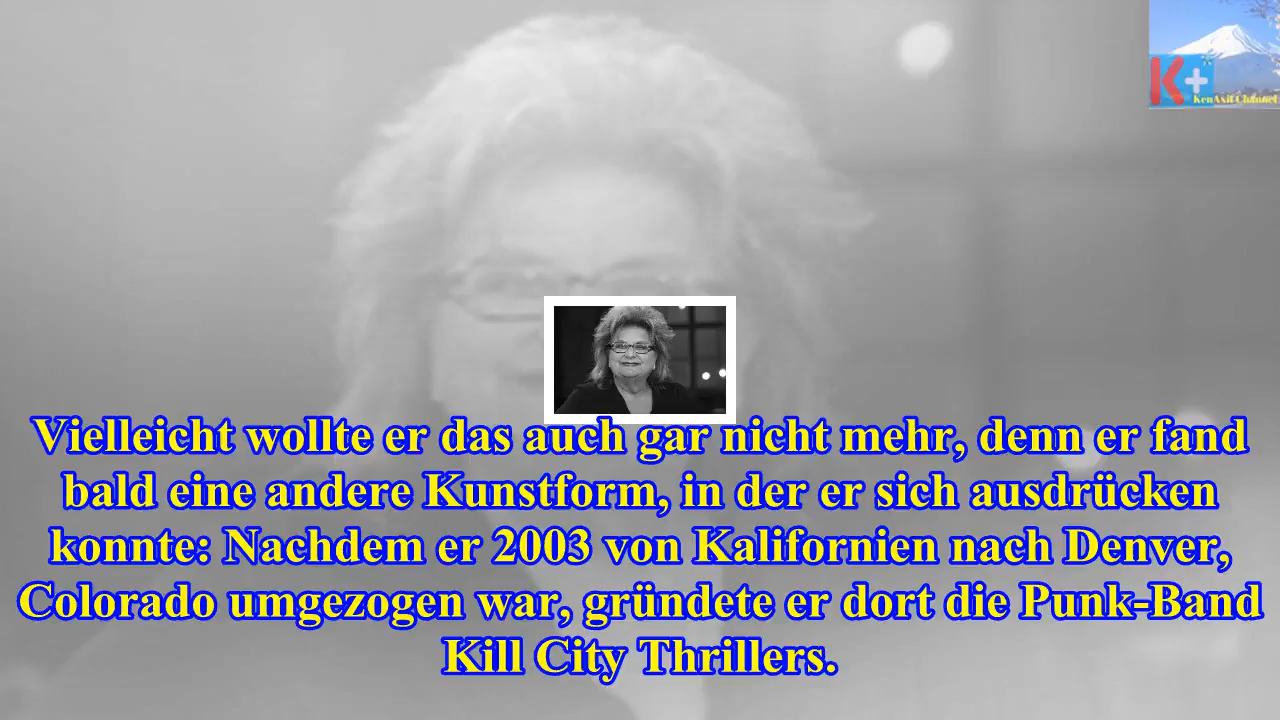 K+
KenAxit Channel
Vielleicht wollte er das auch gar nicht mehr, denn er fand
bald eine andere Kunstform, in der er sich ausdrücken
konnte: Nachdem er 2003 von Kalifornien nach Denver,
Colorado umgezogen war, gründete er dort die Punk-Band
Kill City Thrillers.